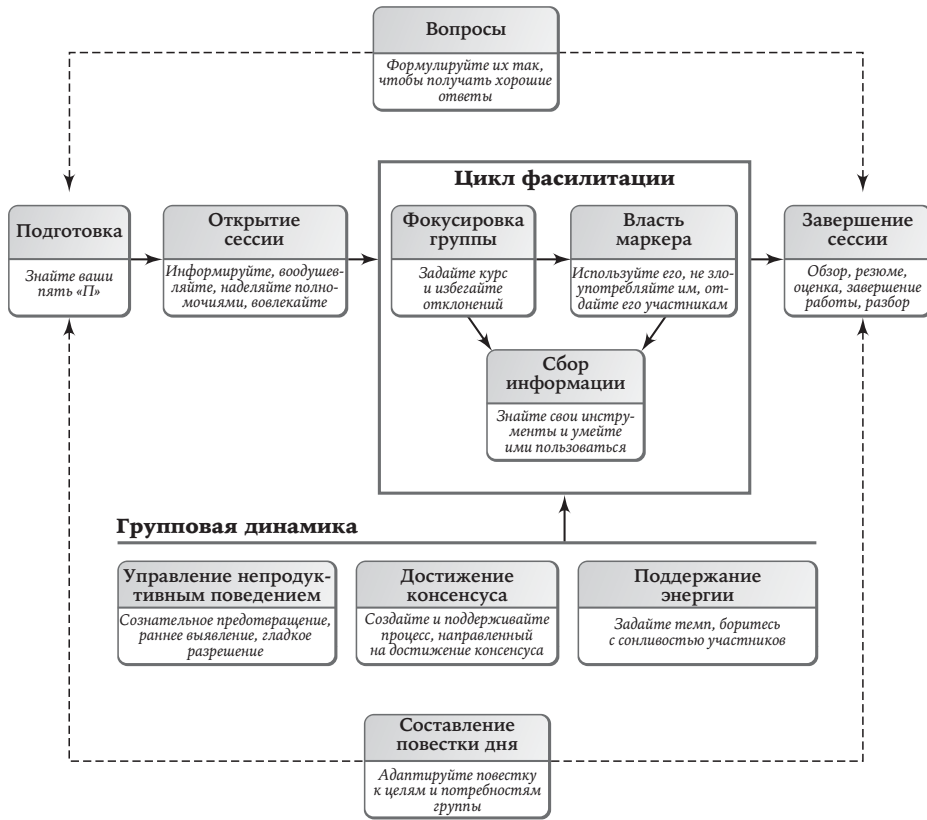 Вопросы
Формулируйте их так,
чтобы получать хорошие
ответы
Цикл фасилитации
Подготовка
Знайте ваши
пять «П»
Открытие
сессии
Информируйте, воодушев-
ляйте, наделяйте полно-
мочиями, вовлекайте
Фокусировка
группы
Задайте курс
и избегайте
отклонений
Власть
маркера
Используйте его, не зло-
употребляйте им, от-
дайте его участникам
Завершение
сессии
Обзор, резюме,
оценка, завершение
работы, разбор
Сбор
информации
Знайте свои инстру-
менты и умейте
ими пользоваться
Групповая динамика
Управление непродук-
тивным поведением
Сознательное предотвращение,
раннее выявление, гладкое
разрешение
Достижение
консенсуса
Создайте и поддерживайте
процесс, направленный
на достижение консенсуса
Поддержание
энергии
Задайте темп, боритесь
с сонливостью участников
Составление
повестки дня
Адаптируйте повестку
к целям и потребностям
группы